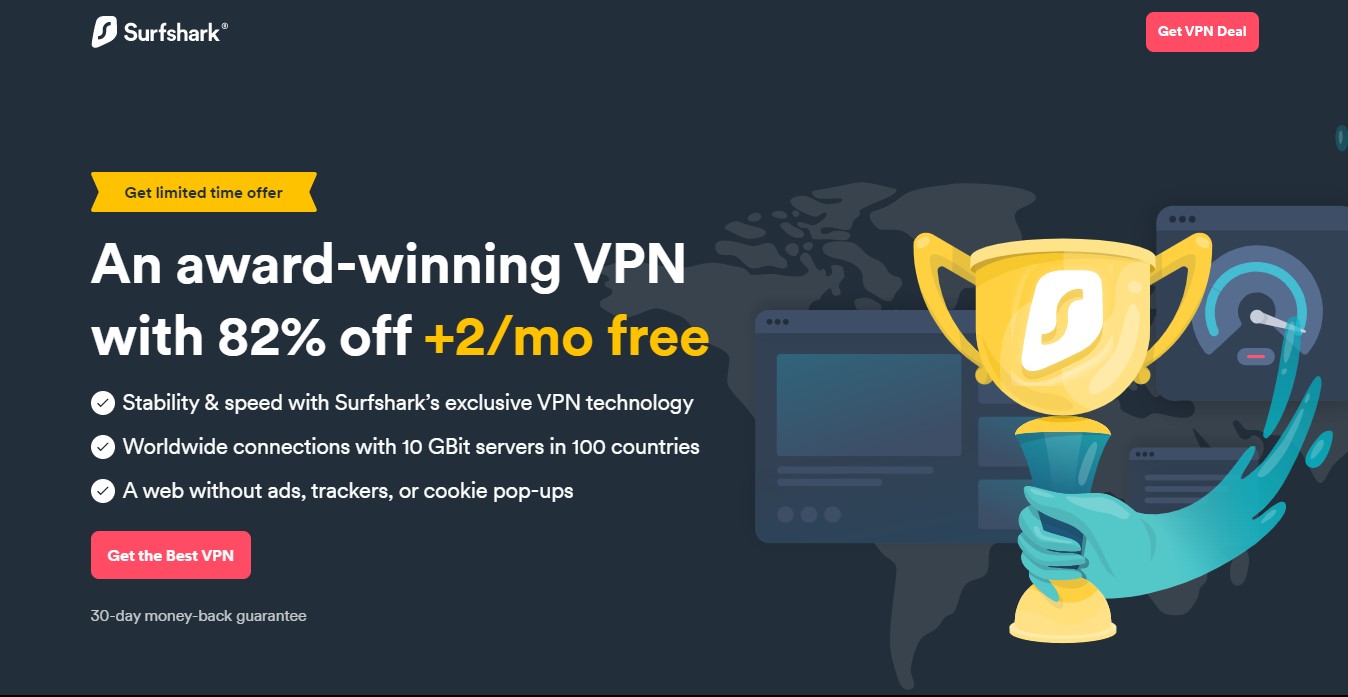 Surfshark®
Get VPN Deal
Get limited time offer
An award-winning VPN
with 82% off +2/mo free
Stability & speed with Surfshark’s exclusive VPN technology
Worldwide connections with 10 GBit servers in 100 countries
A web without ads, trackers, or cookie pop-ups
Get the Best VPN
30-day money-back guarantee